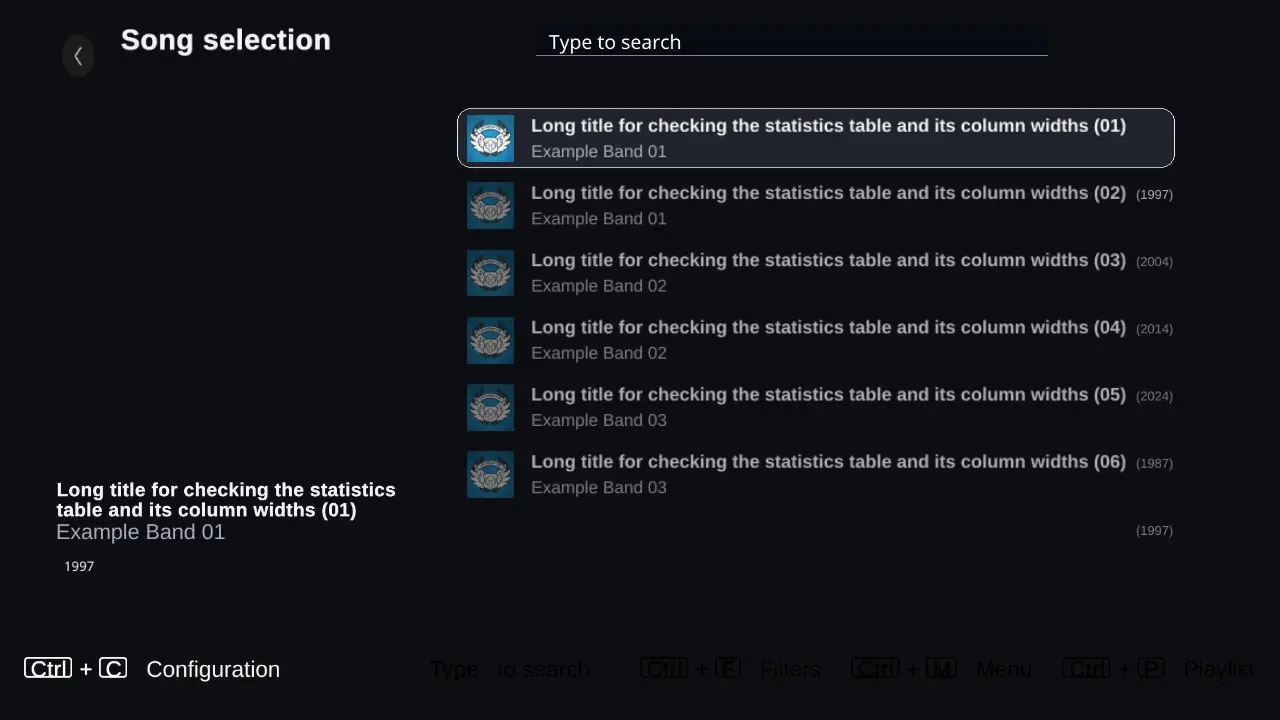 Song selection
Type to search
Long title for checking the statistics table and its column widths (01)
Example Band 01
Long title for checking the statistics table and its column widths (02) (1997)
Example Band 01
Long title for checking the statistics table and its column widths (03) (2004)
Example Band 02
Long title for checking the statistics table and its column widths (04) (2014)
Example Band 02
Long title for checking the statistics table and its column widths (05) (2024)
Example Band 03
Long title for checking the statistics table and its column widths (06) (1987)
Example Band 03
(1997)
Long title for checking the statistics
table and its column widths (01)
Example Band 01
1997
Ctrl + C Configuration Type to search Ctrl + F Filters Ctrl + M Menu Ctrl + P Playlist